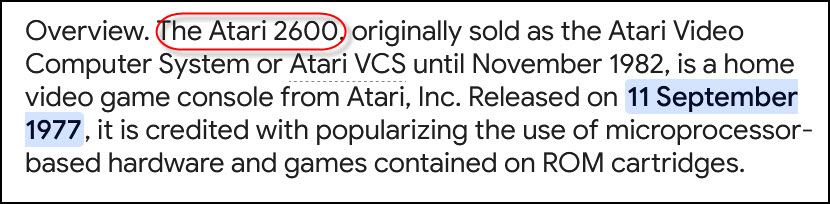 Overview. The Atari 2600, originally sold as the Atari Video
Computer System or Atari VCS until November 1982, is a home
video game console from Atari, Inc. Released on 11 September
1977, it is credited with popularizing the use of microprocessor-
based hardware and games contained on ROM cartridges.